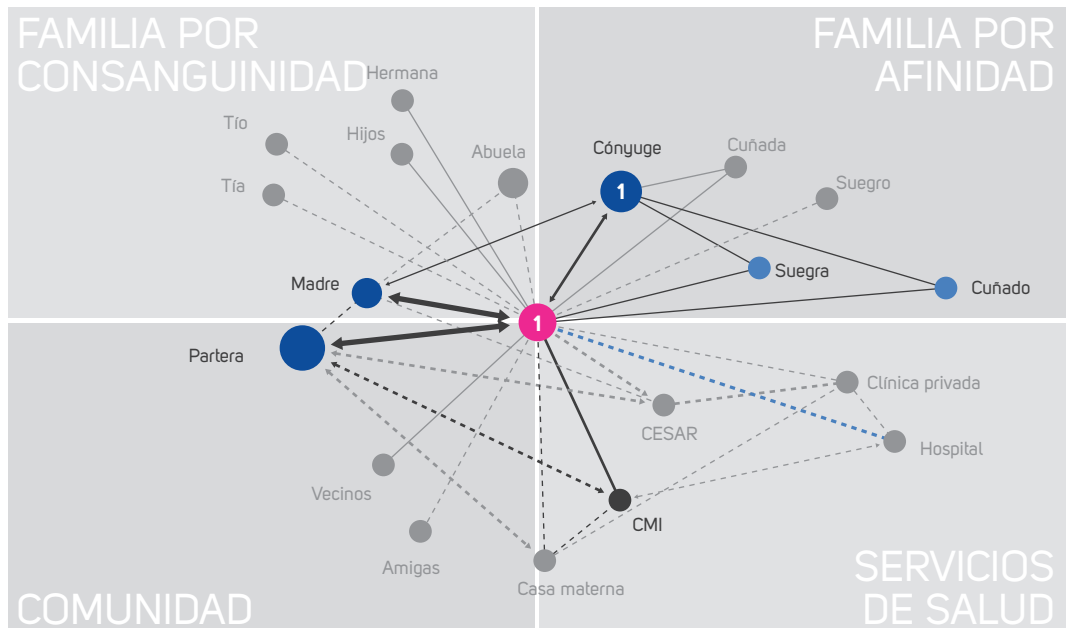 FAMILIA POR
CONSANGUINIDAD
FAMILIA POR
AFINIDAD
Hermana
Tío
Hijos
Abuela
Tía
Cónyuge
Cuñada
1
Suegro
Madre
Suegra
Cuñado
1
Partera
Clínica privada
CESAR
Hospital
Vecinos
CMI
Amigas
Casa materna
COMUNIDAD
SERVICIOS
DE SALUD